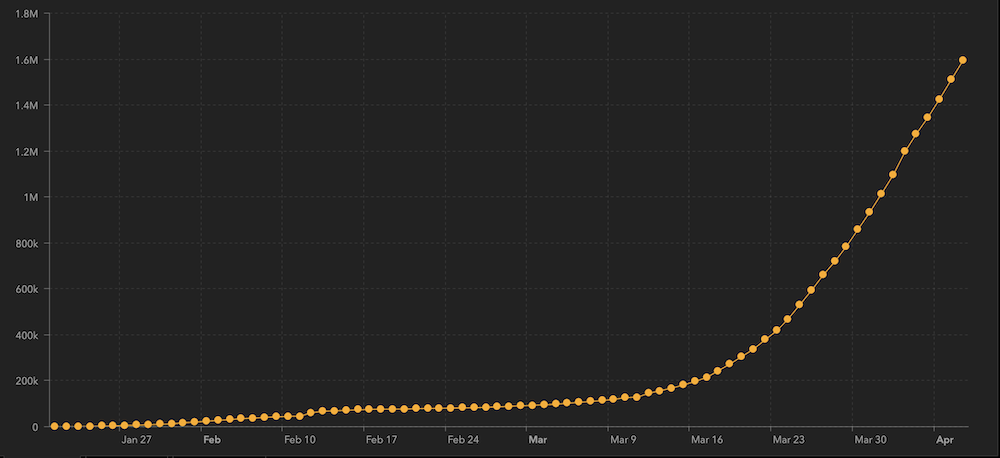 1.8M
1.6M
1.4M
1.2M
1M
800k
600k
400k
200k
0
Jan 27 Feb Feb 10 Feb 17 Feb 24 Mar Mar 9 Mar 16 Mar 23 Mar 30 Apr